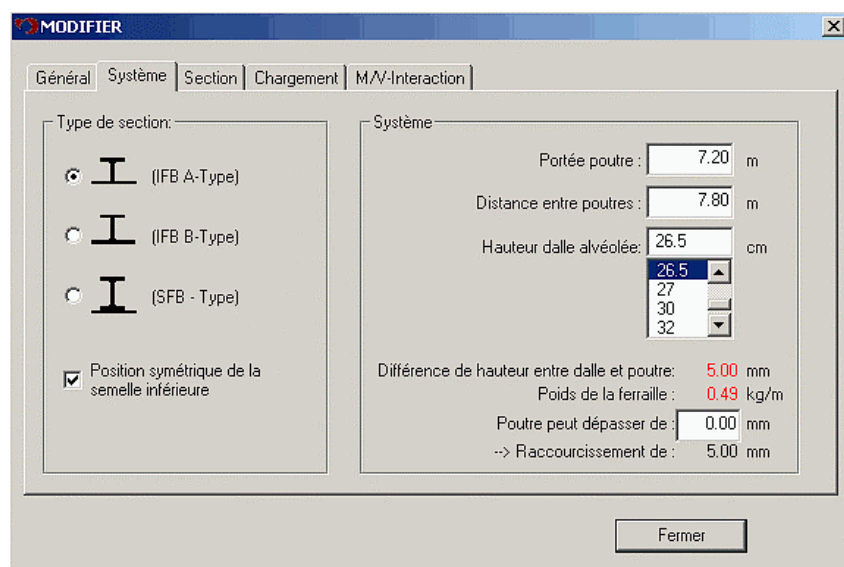 MODIFIER
Général Système Section Chargement M/V-Interaction
Type de section:
(IFB A-Type)
(IFB B-Type)
(SFB - Type)
Position symétrique de la
semelle inférieure
Système
Portée poutre : 7.20 m
Distance entre poutres : 7.80 m
Hauteur dalle alvéolée: 26.5 cm
26.5
27
30
32
Différence de hauteur entre dalle et poutre: 5.00 mm
Poids de la ferraille : 0.49 kg/m
Poutre peut dépasser de : 0.00 mm
--> Raccourcissement de : 5.00 mm
Fermer